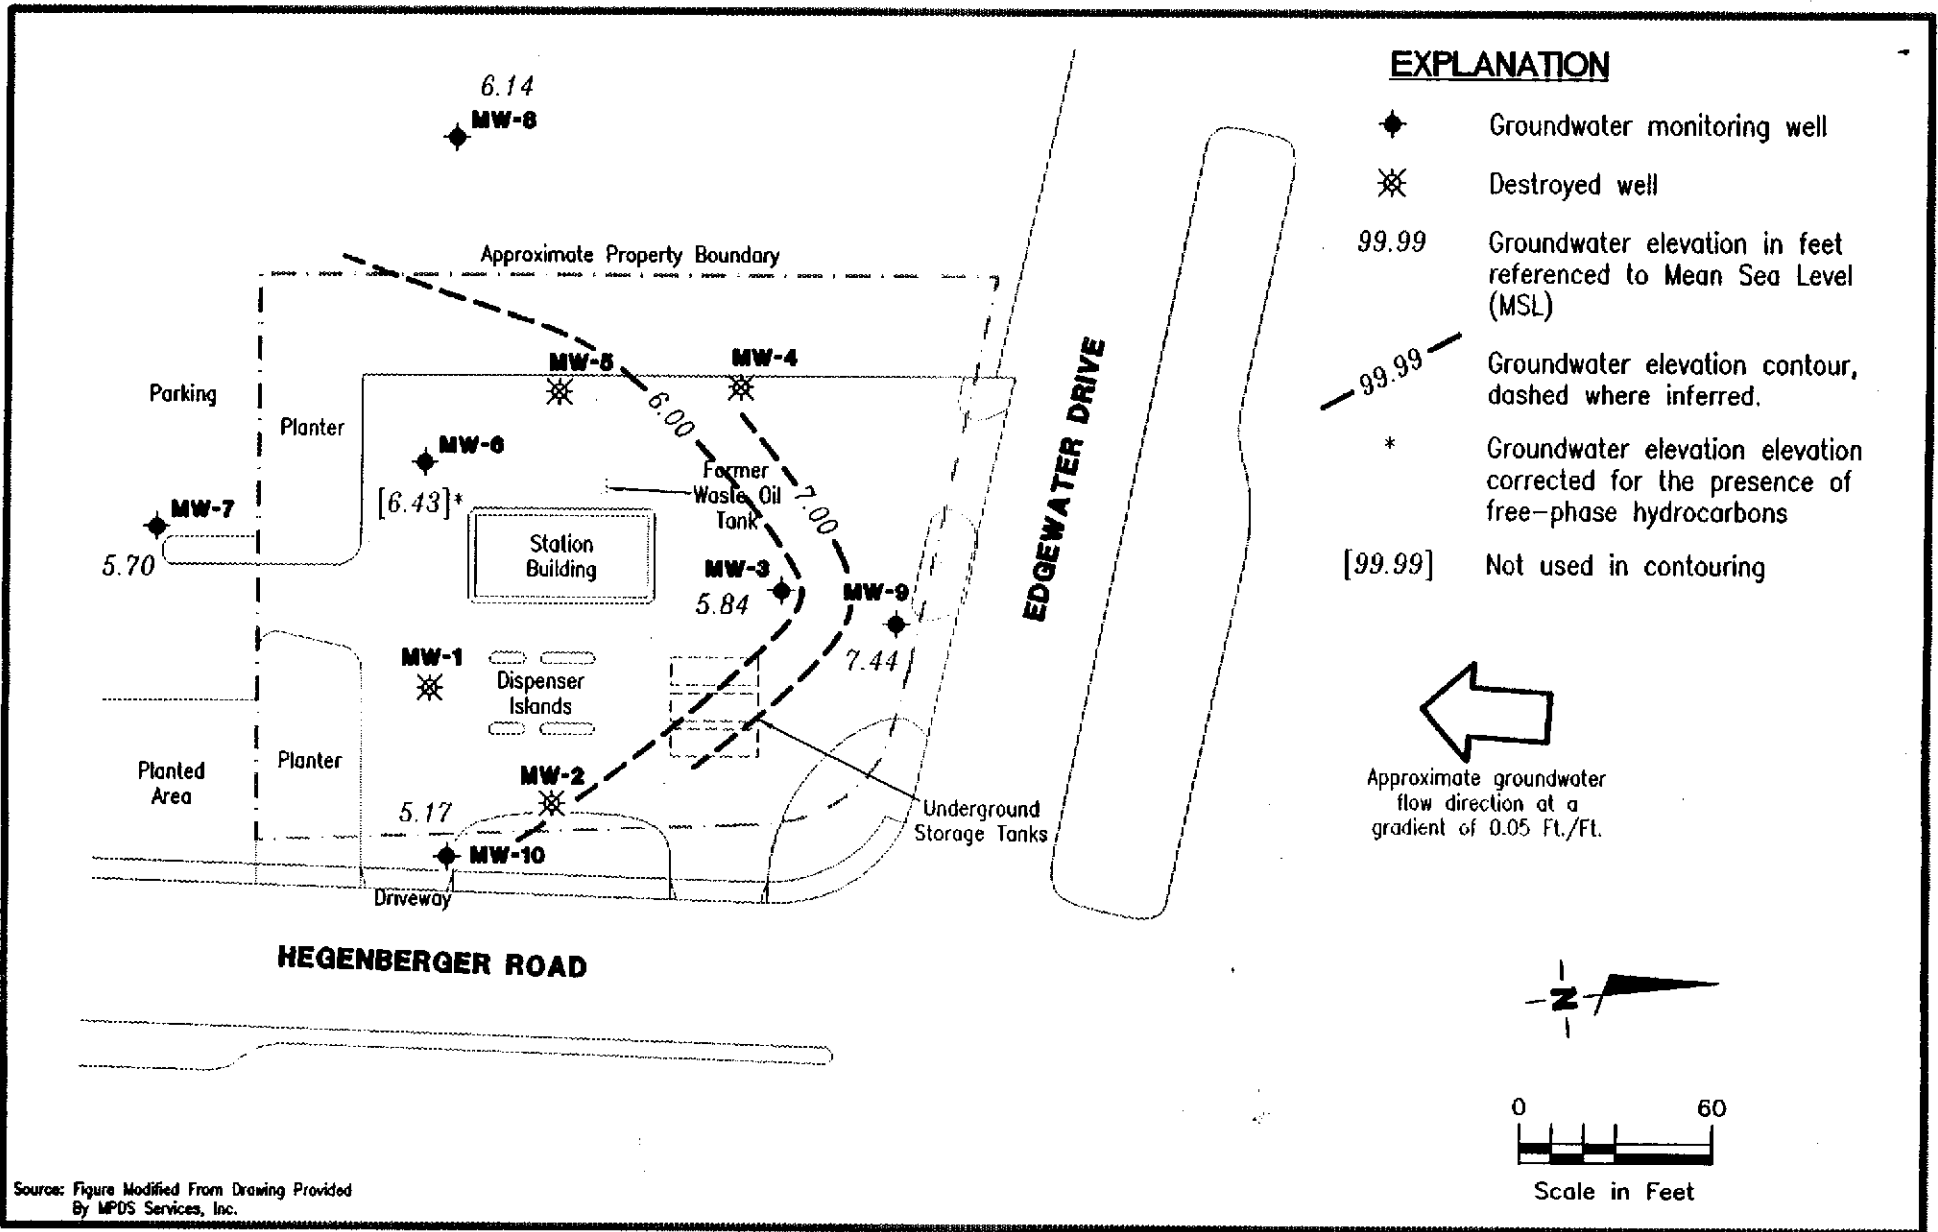 EXPLANATION
Groundwater monitoring well
Destroyed well
99.99
Groundwater elevation in feet
referenced to Mean Sea Level
(MSL)
99.99
Groundwater elevation contour,
dashed where inferred.
*
Groundwater elevation elevation
corrected for the presence of
free-phase hydrocarbons
[99.99]
Not used in contouring
6.14
MW-8
Approximate Property Boundary
MW-5
MW-4
Parking
Planter
6.00
MW-6
[6.43]*
Former
Waste Oil
Tank
7.00
MW-7
5.70
Station
Building
MW-3
5.84
MW-9
7.44
EDGEWATER DRIVE
MW-1
Dispenser
Islands
Planted
Area
Planter
MW-2
5.17
MW-10
Underground
Storage Tanks
Driveway
HEGENBERGER ROAD
Approximate groundwater
flow direction at a
gradient of 0.05 Ft./Ft.
N
0 60
Scale in Feet
Source: Figure Modified From Drawing Provided
By MPDS Services, Inc.